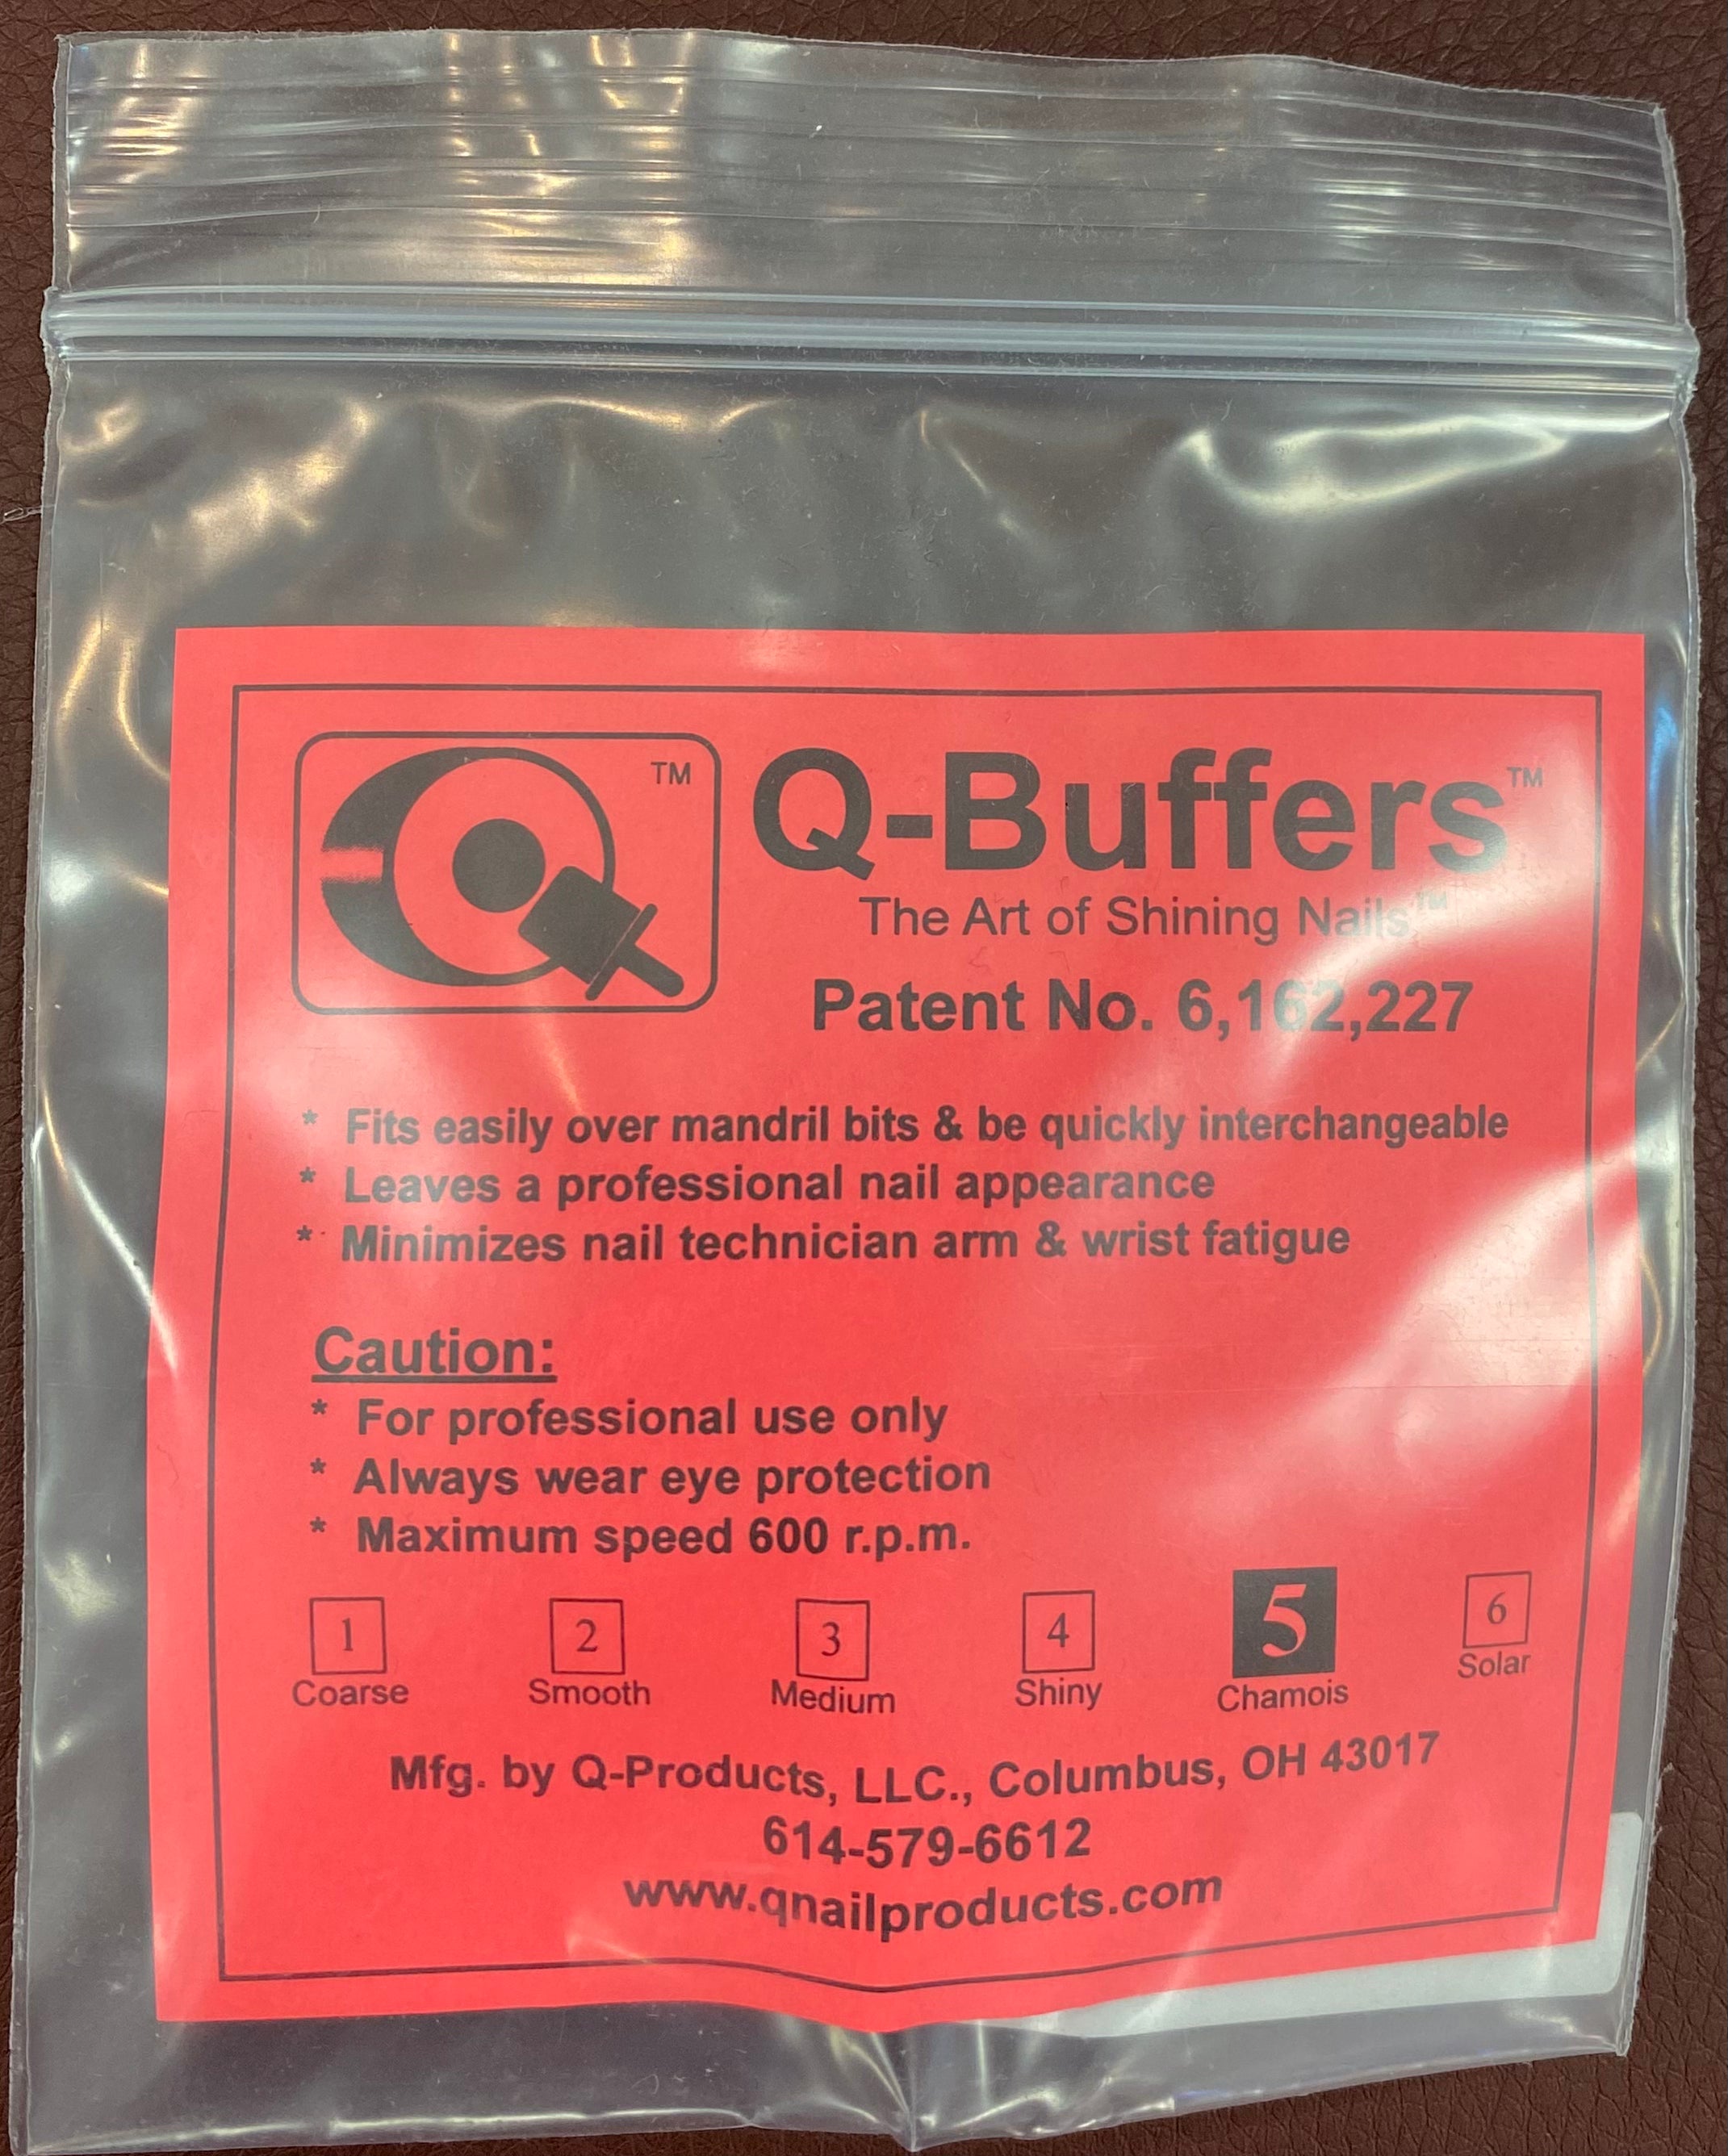 TM
Q-Buffers™
The Art of Shining Nails™
Patent No. 6,162,227
* Fits easily over mandril bits & be quickly interchangeable
* Leaves a professional nail appearance
* Minimizes nail technician arm & wrist fatigue
Caution:
* For professional use only
* Always wear eye protection
* Maximum speed 600 r.p.m.
1 2 3 4 5 6
Coarse Smooth Medium Shiny Chamois Solar
Mfg. by Q-Products, LLC., Columbus, OH 43017
614-579-6612
www.qnailproducts.com